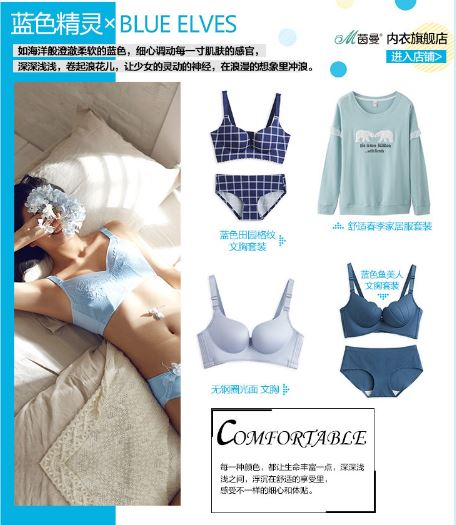 蓝色精灵×BLUE ELVES
如海洋般澄澈柔软的蓝色，细心调动每一寸肌肤的感官，
深深浅浅，卷起浪花儿，让少女的灵动的神经，在浪漫的想象里冲浪。
茵曼® 内衣旗舰店
进入店铺>
蓝色田园格纹
文胸套装
舒适春季家居服套装
无钢圈光面 文胸
蓝色鱼美人
文胸套装
COMFORTABLE
每一种颜色，都让生命丰富一点，深深浅
浅之间，浮沉在舒适的享受里，
感受不一样的细心和体贴。